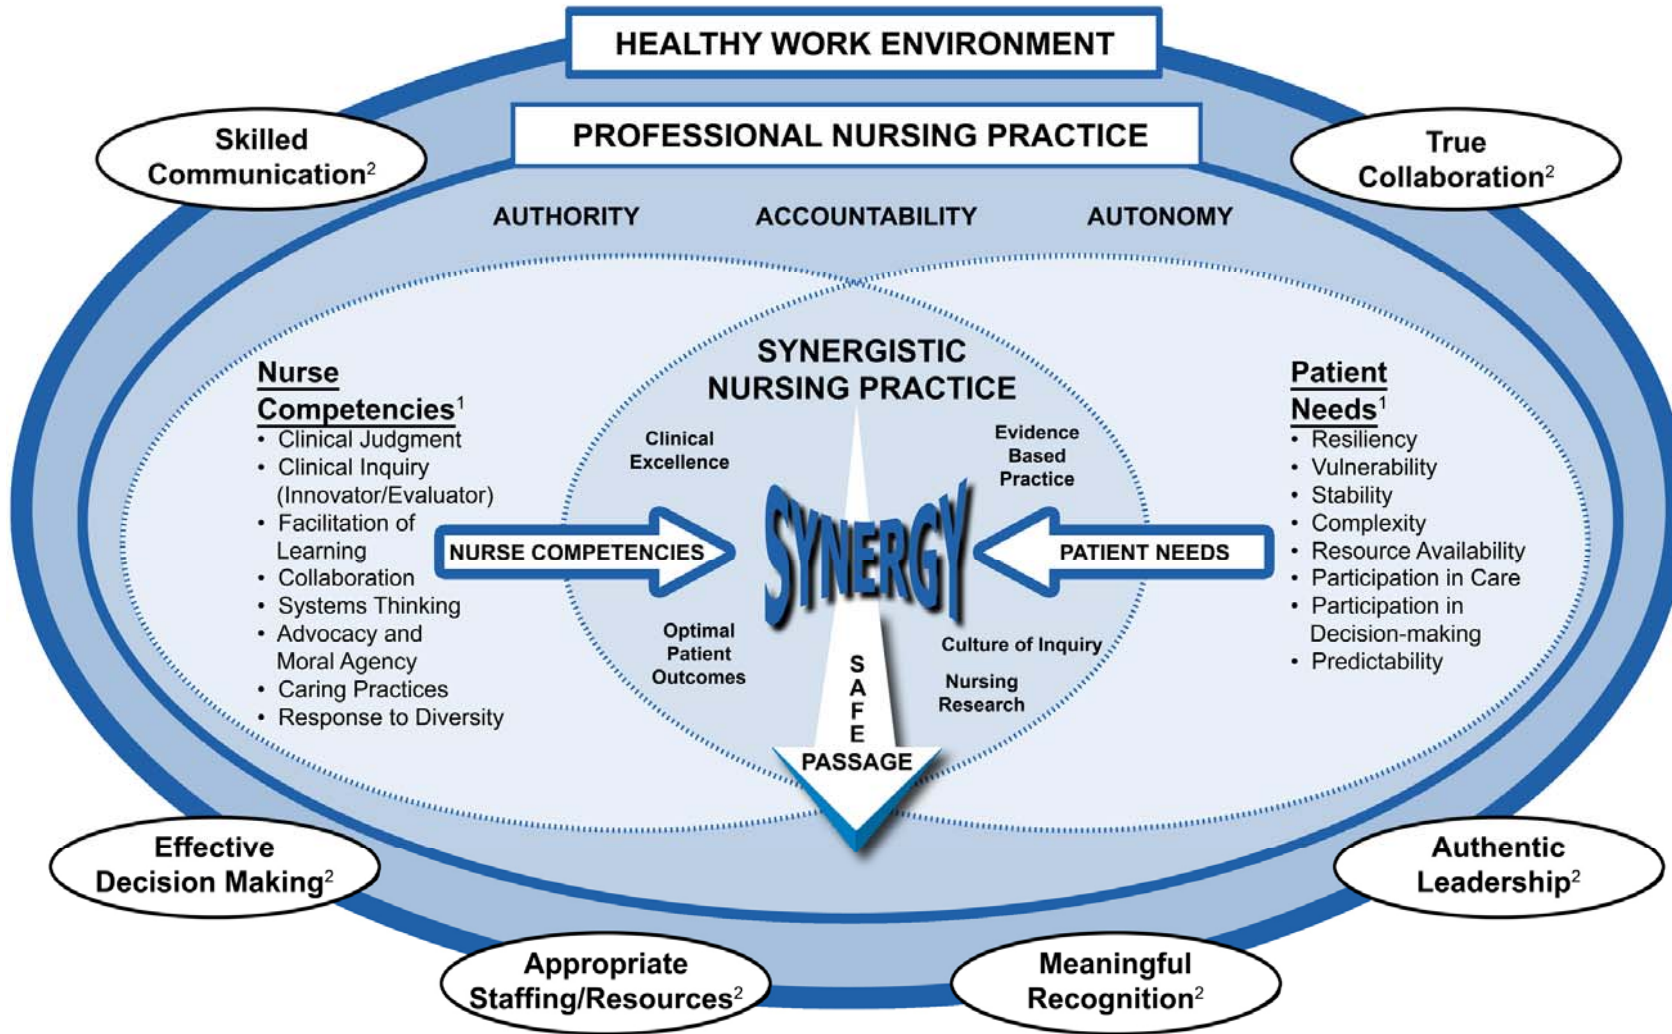 HEALTHY WORK ENVIRONMENT
PROFESSIONAL NURSING PRACTICE
Skilled
Communication²
True
Collaboration²
AUTHORITY
ACCOUNTABILITY
AUTONOMY
Nurse
Competencies¹
• Clinical Judgment
• Clinical Inquiry
(Innovator/Evaluator)
• Facilitation of
Learning
• Collaboration
• Systems Thinking
• Advocacy and
Moral Agency
• Caring Practices
• Response to Diversity
NURSE COMPETENCIES
SYNERGISTIC
NURSING PRACTICE
Clinical
Excellence
Evidence
Based
Practice
SYNERGY
Optimal
Patient
Outcomes
Culture of Inquiry
Nursing
Research
SAFE
PASSAGE
PATIENT NEEDS
Patient
Needs¹
• Resiliency
• Vulnerability
• Stability
• Complexity
• Resource Availability
• Participation in Care
• Participation in
Decision-making
• Predictability
Effective
Decision Making²
Appropriate
Staffing/Resources²
Meaningful
Recognition²
Authentic
Leadership²